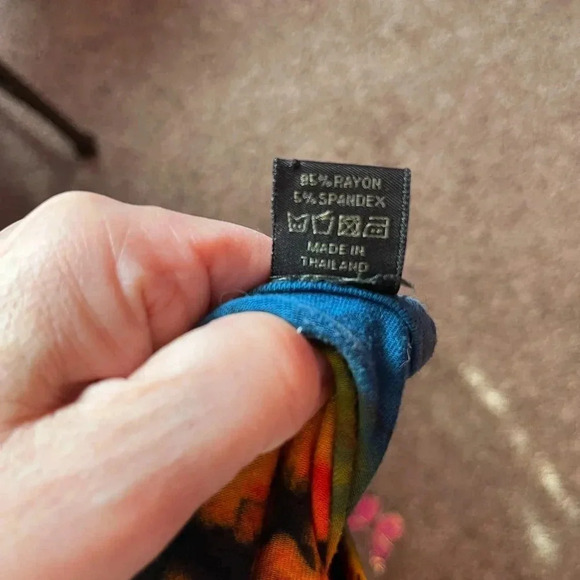 95% RAYON
5% SPANDEX
MADE IN
THAILAND